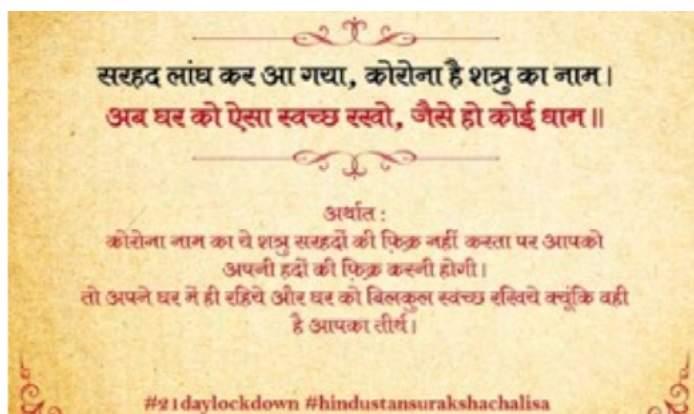 सरहद लांघ कर आ गया, कोरोना है शत्रु का नाम।
अब घर को ऐसा स्वच्छ रखो, जैसे हो कोई धाम॥
अर्थात :
कोरोना नाम का ये शत्रु सरहदों की फ़िक्र नहीं करता पर आपको
अपनी हदों की फ़िक्र करनी होगी।
तो अपने घर में ही रहिये और घर को बिलकुल स्वच्छ रखिये क्यूंकि वही
है आपका तीर्थ।
#21daylockdown #hindustansurakshachalisa